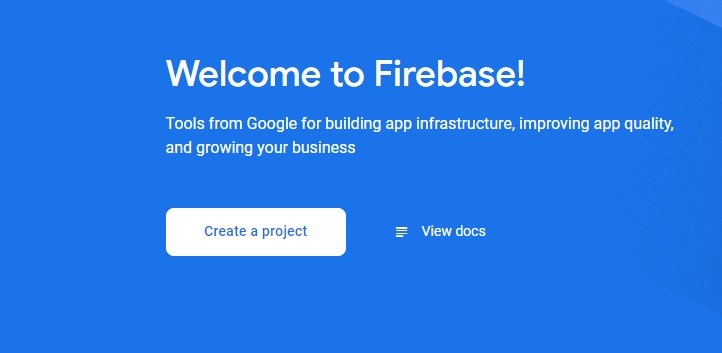 Welcome to Firebase!
Tools from Google for building app infrastructure, improving app quality,
and growing your business
Create a project
View docs